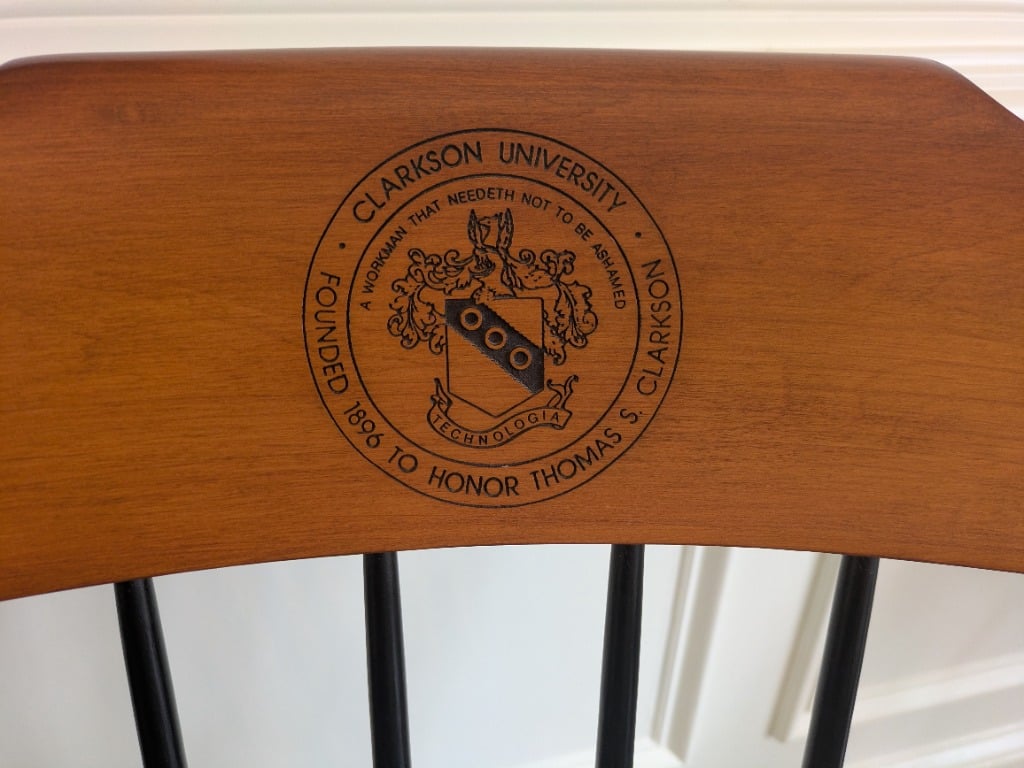 CLARKSON UNIVERSITY
A WORKMAN THAT NEEDETH NOT TO BE ASHAMED
TECHNOLOGIA
FOUNDED 1896 TO HONOR THOMAS S. CLARKSON